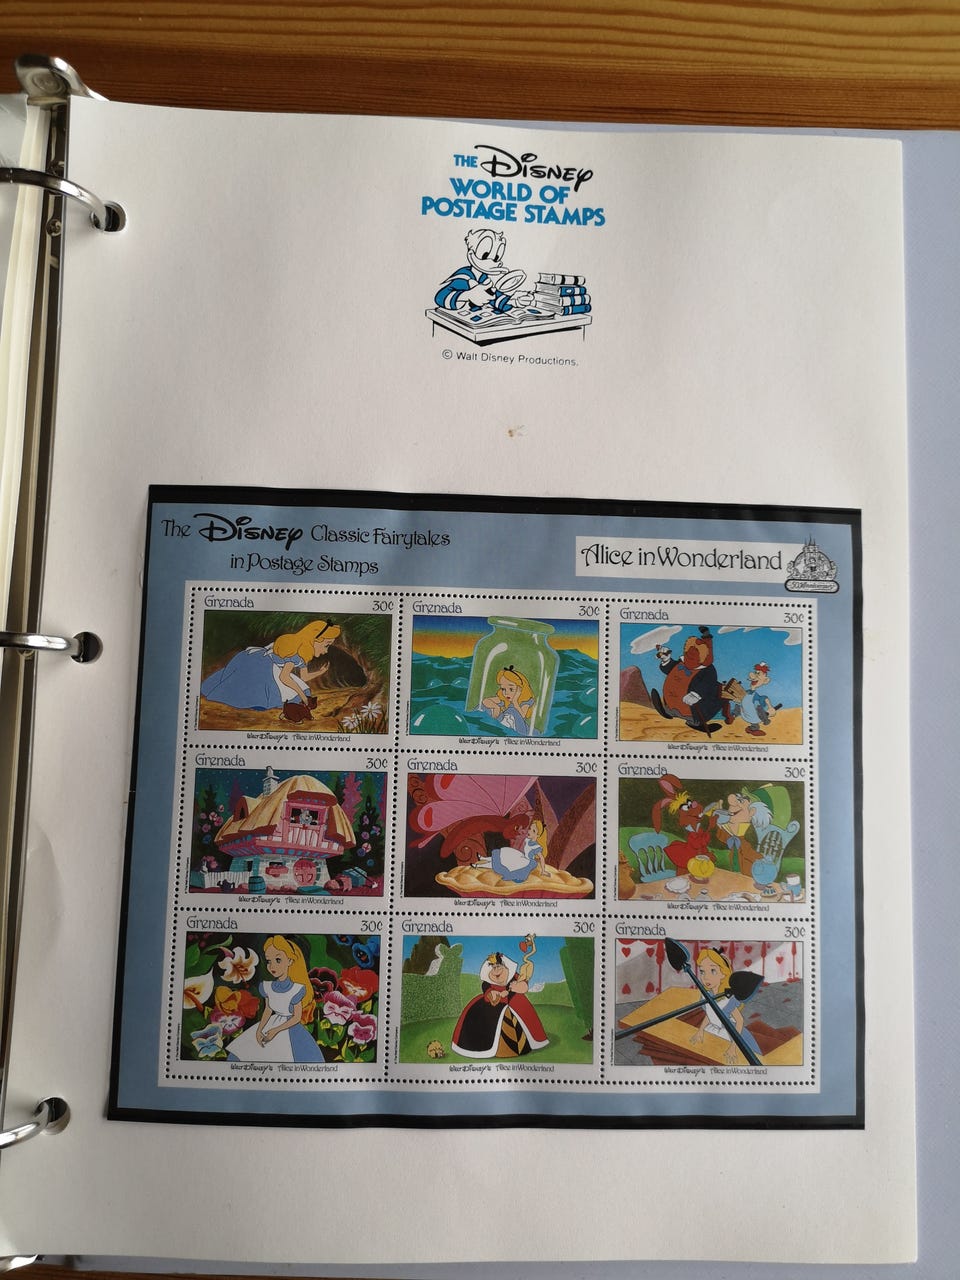 THE Disney
WORLD OF
POSTAGE STAMPS
© Walt Disney Productions.
The Disney Classic Fairytales
in Postage Stamps
Alice in Wonderland
50th Anniversary
Grenada 30¢
Walt Disney's Alice in Wonderland
Grenada 30¢
Walt Disney's Alice in Wonderland
Grenada 30¢
Walt Disney's Alice in Wonderland
Grenada 30¢
Walt Disney's Alice in Wonderland
Grenada 30¢
Walt Disney's Alice in Wonderland
Grenada 30¢
Walt Disney's Alice in Wonderland
Grenada 30¢
Walt Disney's Alice in Wonderland
Grenada 30¢
Walt Disney's Alice in Wonderland
Grenada 30¢
Walt Disney's Alice in Wonderland